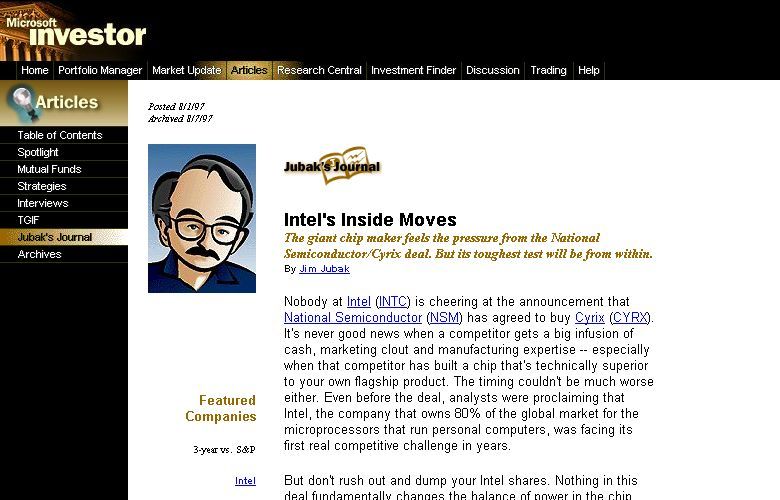 Microsoft
investor
Home Portfolio Manager Market Update Articles Research Central Investment Finder Discussion Trading Help
Articles
Table of Contents
Spotlight
Mutual Funds
Strategies
Interviews
TGIF
Jubak's Journal
Archives
Posted 8/1/97
Archived 8/7/97
Jubak's Journal
Intel's Inside Moves
The giant chip maker feels the pressure from the National
Semiconductor/Cyrix deal. But its toughest test will be from within.
By Jim Jubak
Nobody at Intel (INTC) is cheering at the announcement that
National Semiconductor (NSM) has agreed to buy Cyrix (CYRX).
It's never good news when a competitor gets a big infusion of
cash, marketing clout and manufacturing expertise -- especially
when that competitor has built a chip that's technically superior
to your own flagship product. The timing couldn't be much worse
either. Even before the deal, analysts were proclaiming that
Intel, the company that owns 80% of the global market for the
microprocessors that run personal computers, was facing its
first real competitive challenge in years.
Featured
Companies
3-year vs. S&P
Intel
But don't rush out and dump your Intel shares. Nothing in this
deal fundamentally changes the balance of power in the chip